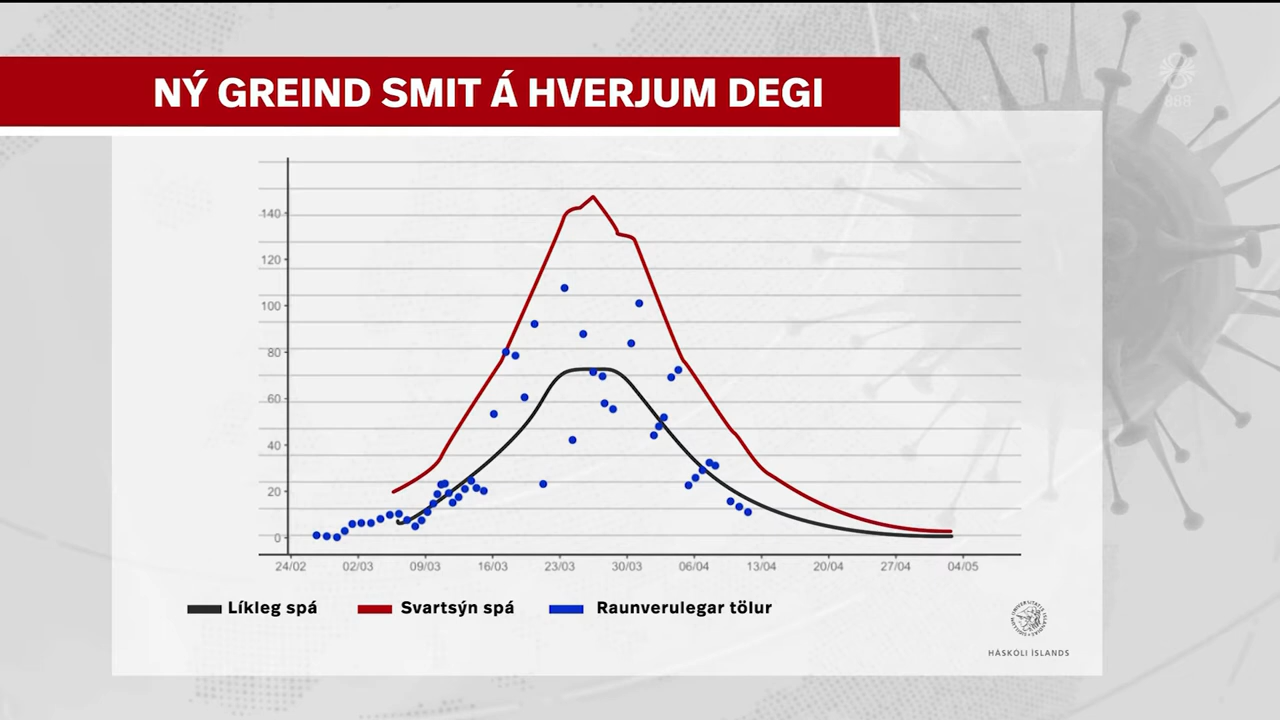 NÝ GREIND SMIT Á HVERJUM DEGI
888
140
120
100
80
60
40
20
0
24/02 02/03 09/03 16/03 23/03 30/03 06/04 13/04 20/04 27/04 04/05
Líkleg spá Svartsýn spá Raunverulegar tölur
HÁSKÓLI ÍSLANDS